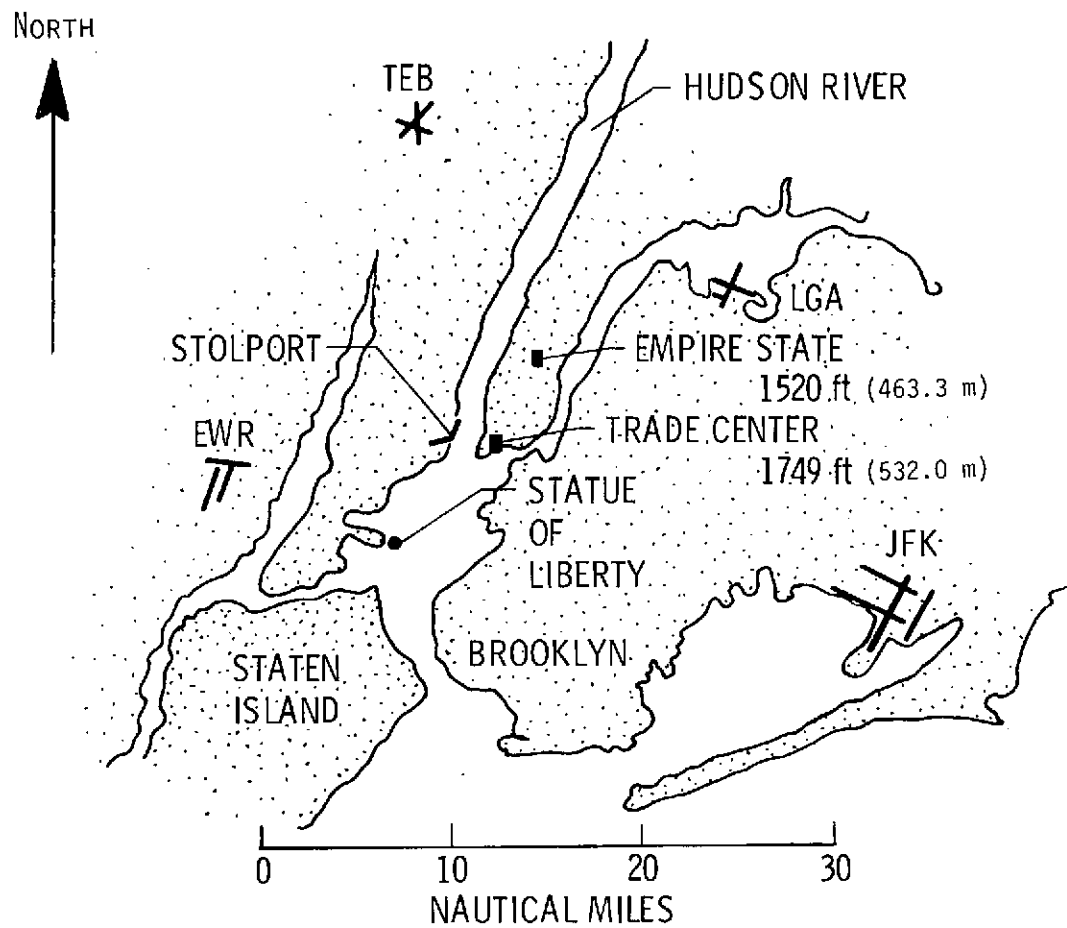 NORTH
TEB
HUDSON RIVER
LGA
STOLPORT
EMPIRE STATE
1520 ft (463.3 m)
EWR
TRADE CENTER
1749 ft (532.0 m)
STATUE
OF
LIBERTY
JFK
BROOKLYN
STATEN
ISLAND
0 10 20 30
NAUTICAL MILES